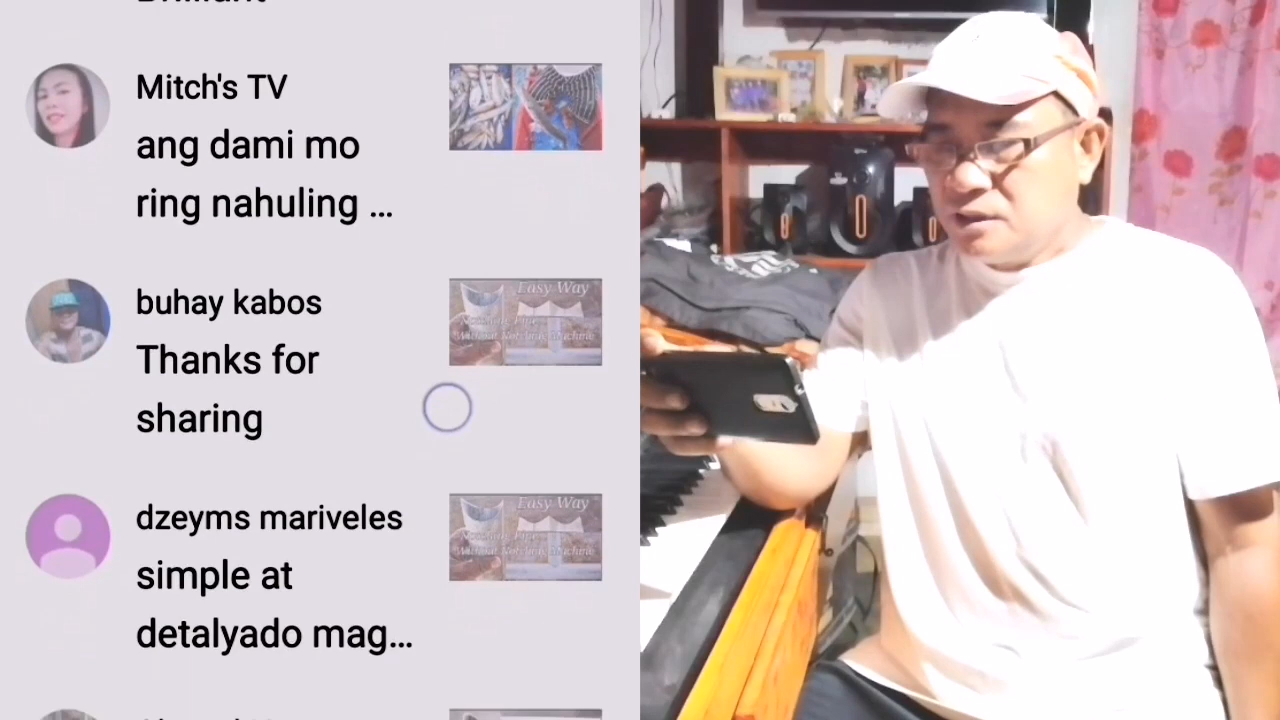 Brilliant
Mitch's TV
ang dami mo
ring nahuling ...
buhay kabos
Thanks for
sharing
Easy Way
dzeyms mariveles
simple at
detalyado mag...
Easy Way